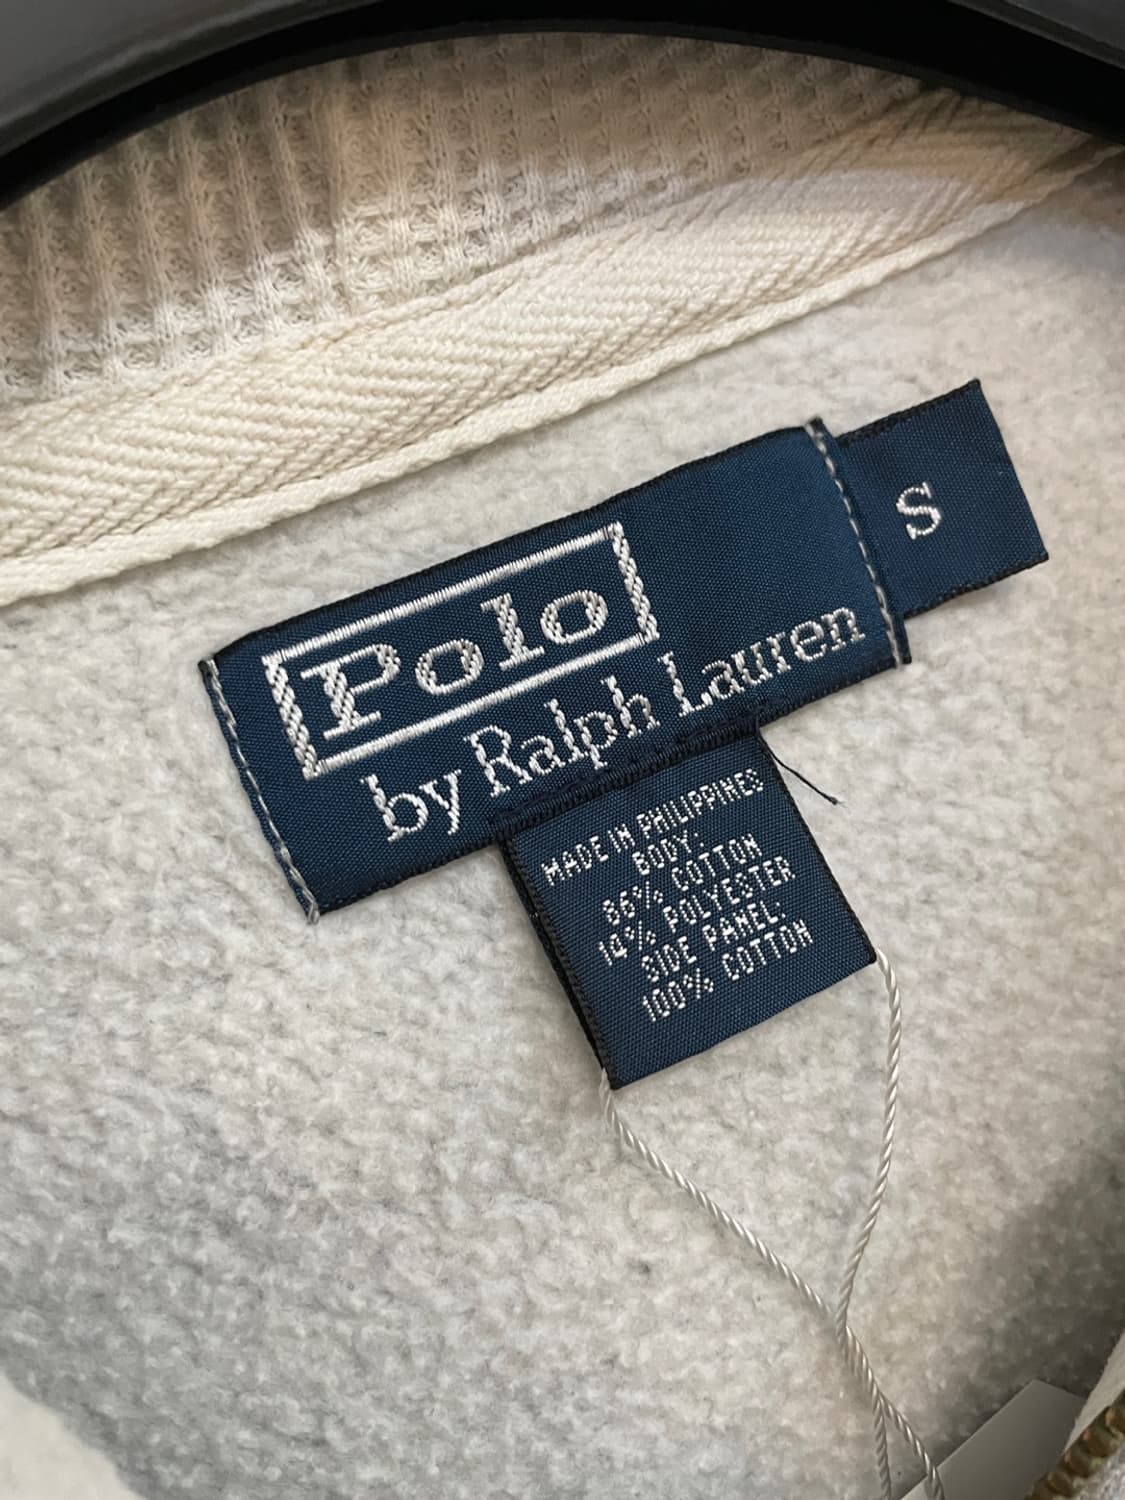 Polo
by Ralph Lauren
S
MADE IN PHILIPPINES
BODY:
86% COTTON
14% POLYESTER
SIDE PANEL:
100% COTTON